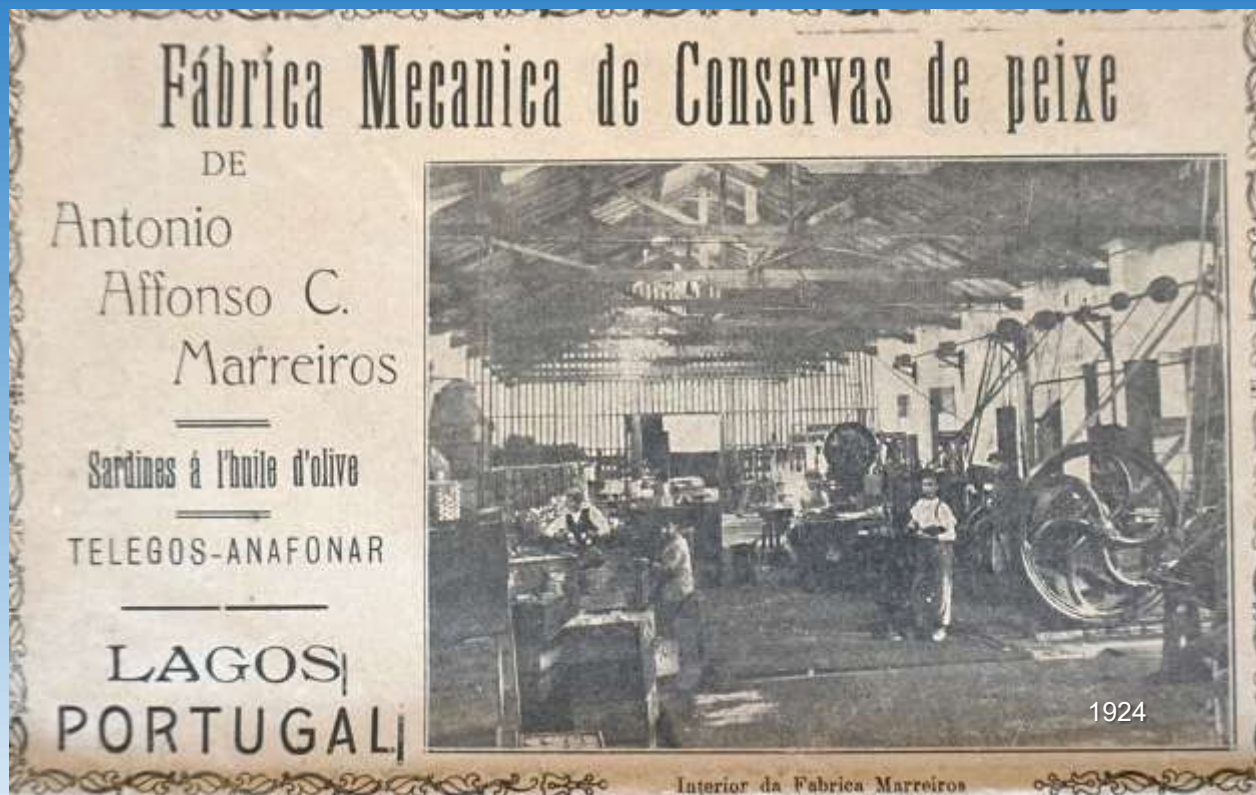 Fábrica Mecanica de Conservas de peixe
DE
Antonio
Affonso C.
Marreiros
Sardines á l'huile d'olive
TELEGOS-ANAFONAR
LAGOS
PORTUGAL
1924
Interior da Fabrica Marreiros